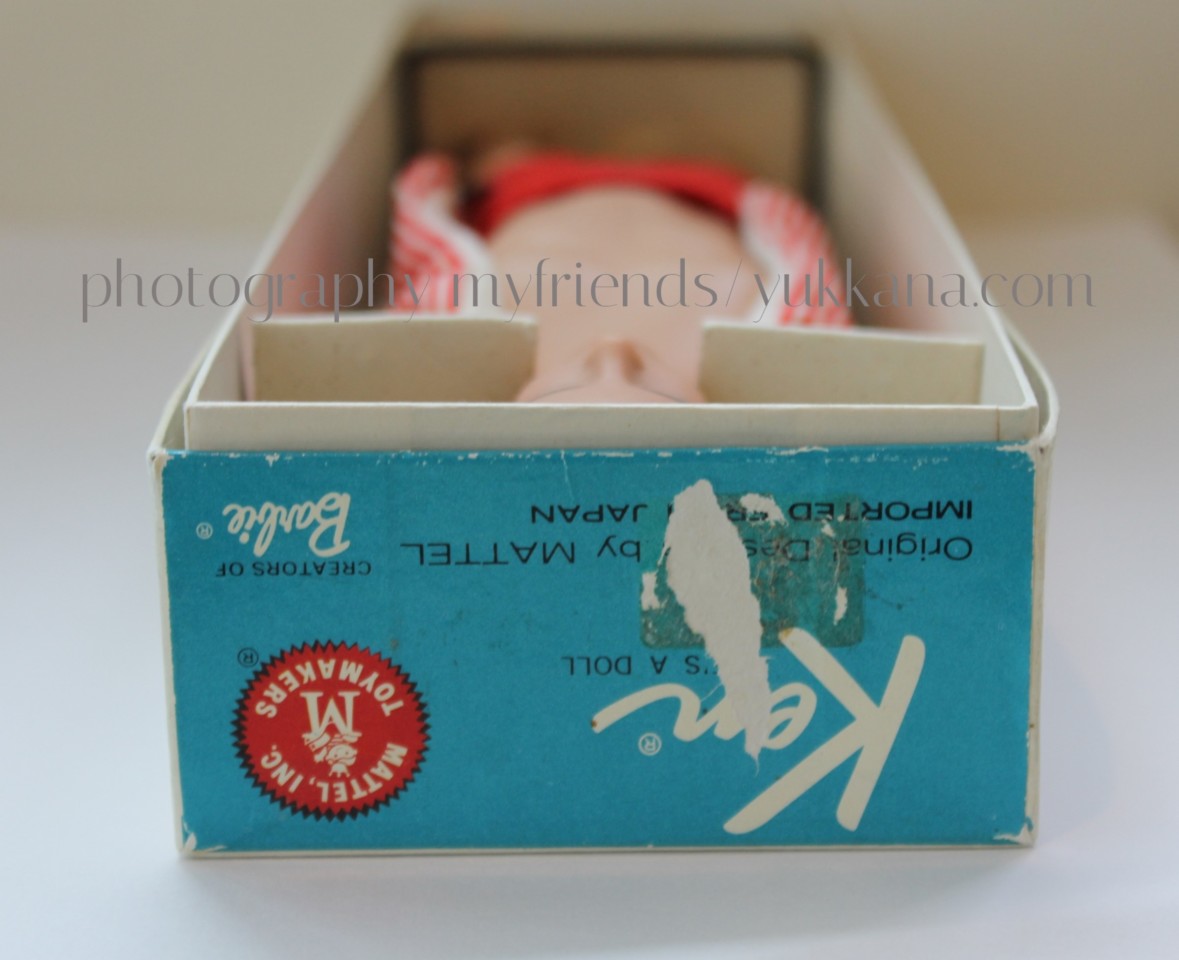 photography myfriends/yukkana.com
Ken®
'S A DOLL
Original Des by MATTEL
IMPORTED JAPAN
MATTEL, INC.
M
TOYMAKERS
®
CREATORS OF
Barbie®